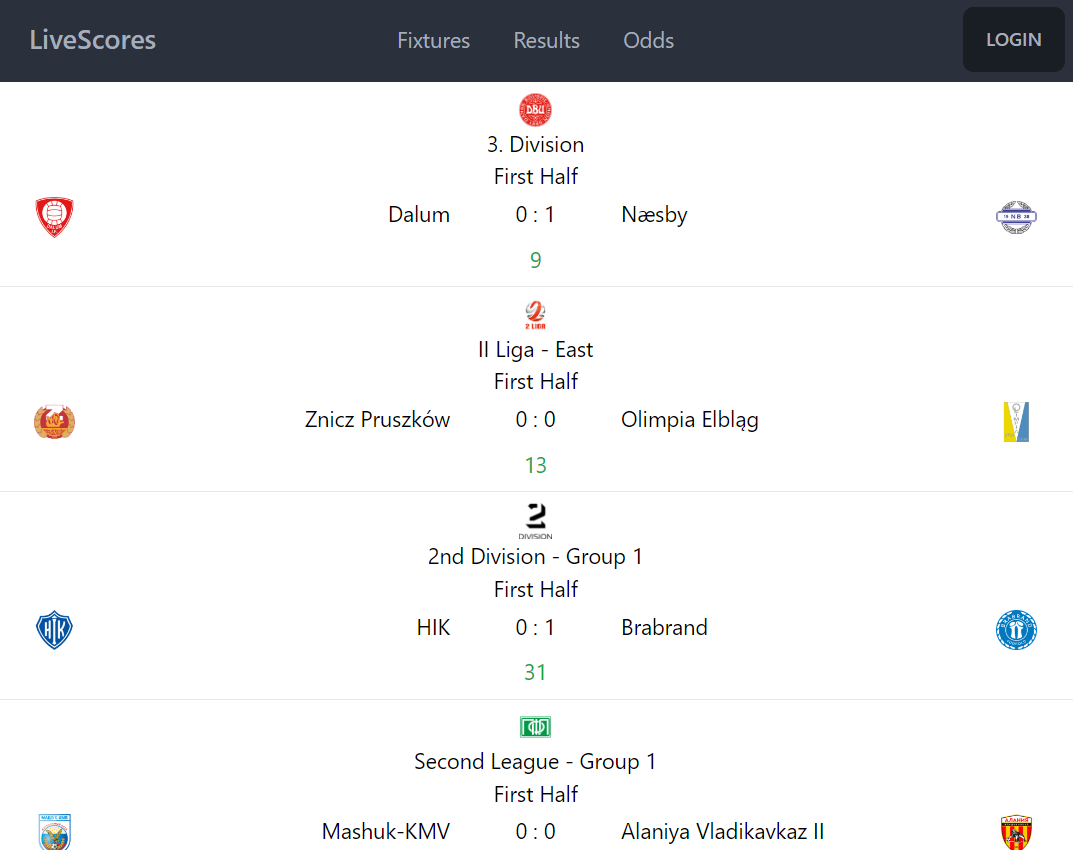 LiveScores Fixtures Results Odds LOGIN
DBU
3. Division
First Half
Dalum 0 : 1 Næsby
9
2 LIGA
II Liga - East
First Half
Znicz Pruszków 0 : 0 Olimpia Elbląg
13
2
DIVISION
2nd Division - Group 1
First Half
HIK HIK 0 : 1 Brabrand
31
Second League - Group 1
First Half
Mashuk-KMV 0 : 0 Alaniya Vladikavkaz II АЛАНИЯ